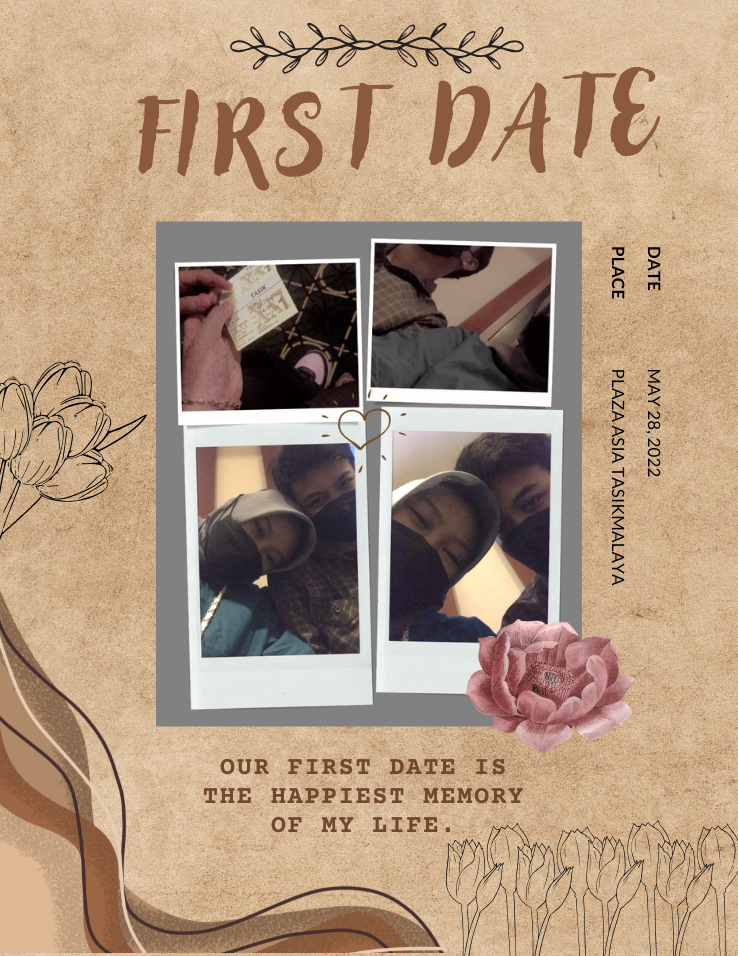 FIRST DATE
TASIK
DATE MAY 28, 2022
PLACE PLAZA ASIA TASIKMALAYA
OUR FIRST DATE IS
THE HAPPIEST MEMORY
OF MY LIFE.